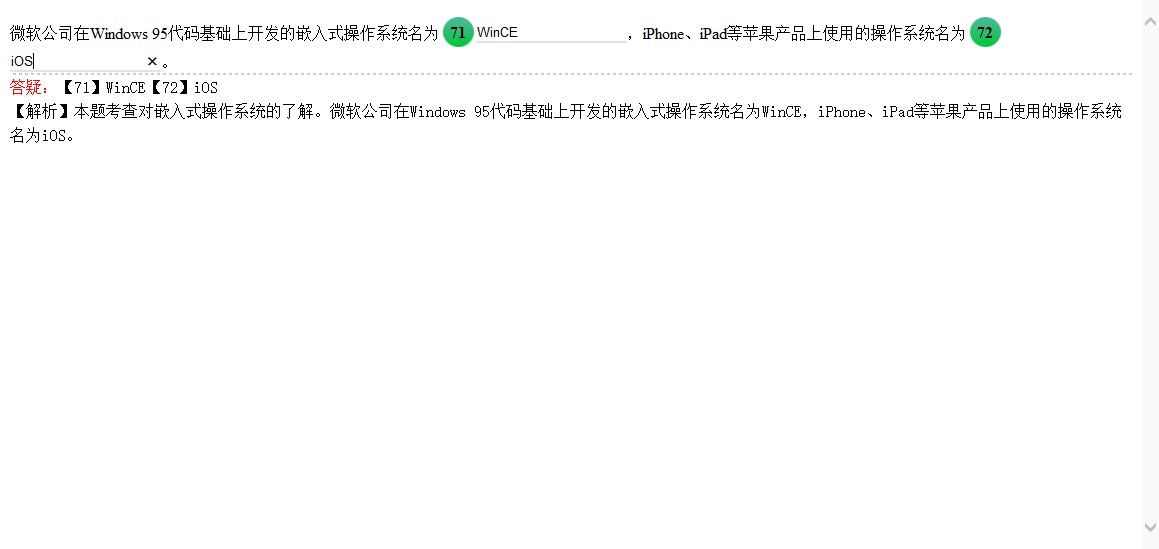 微软公司在Windows 95代码基础上开发的嵌入式操作系统名为 71 WinCE ，iPhone、iPad等苹果产品上使用的操作系统名为 72
iOS × 。
答疑：【71】WinCE【72】iOS
【解析】本题考查对嵌入式操作系统的了解。微软公司在Windows 95代码基础上开发的嵌入式操作系统名为WinCE，iPhone、iPad等苹果产品上使用的操作系统
名为iOS。